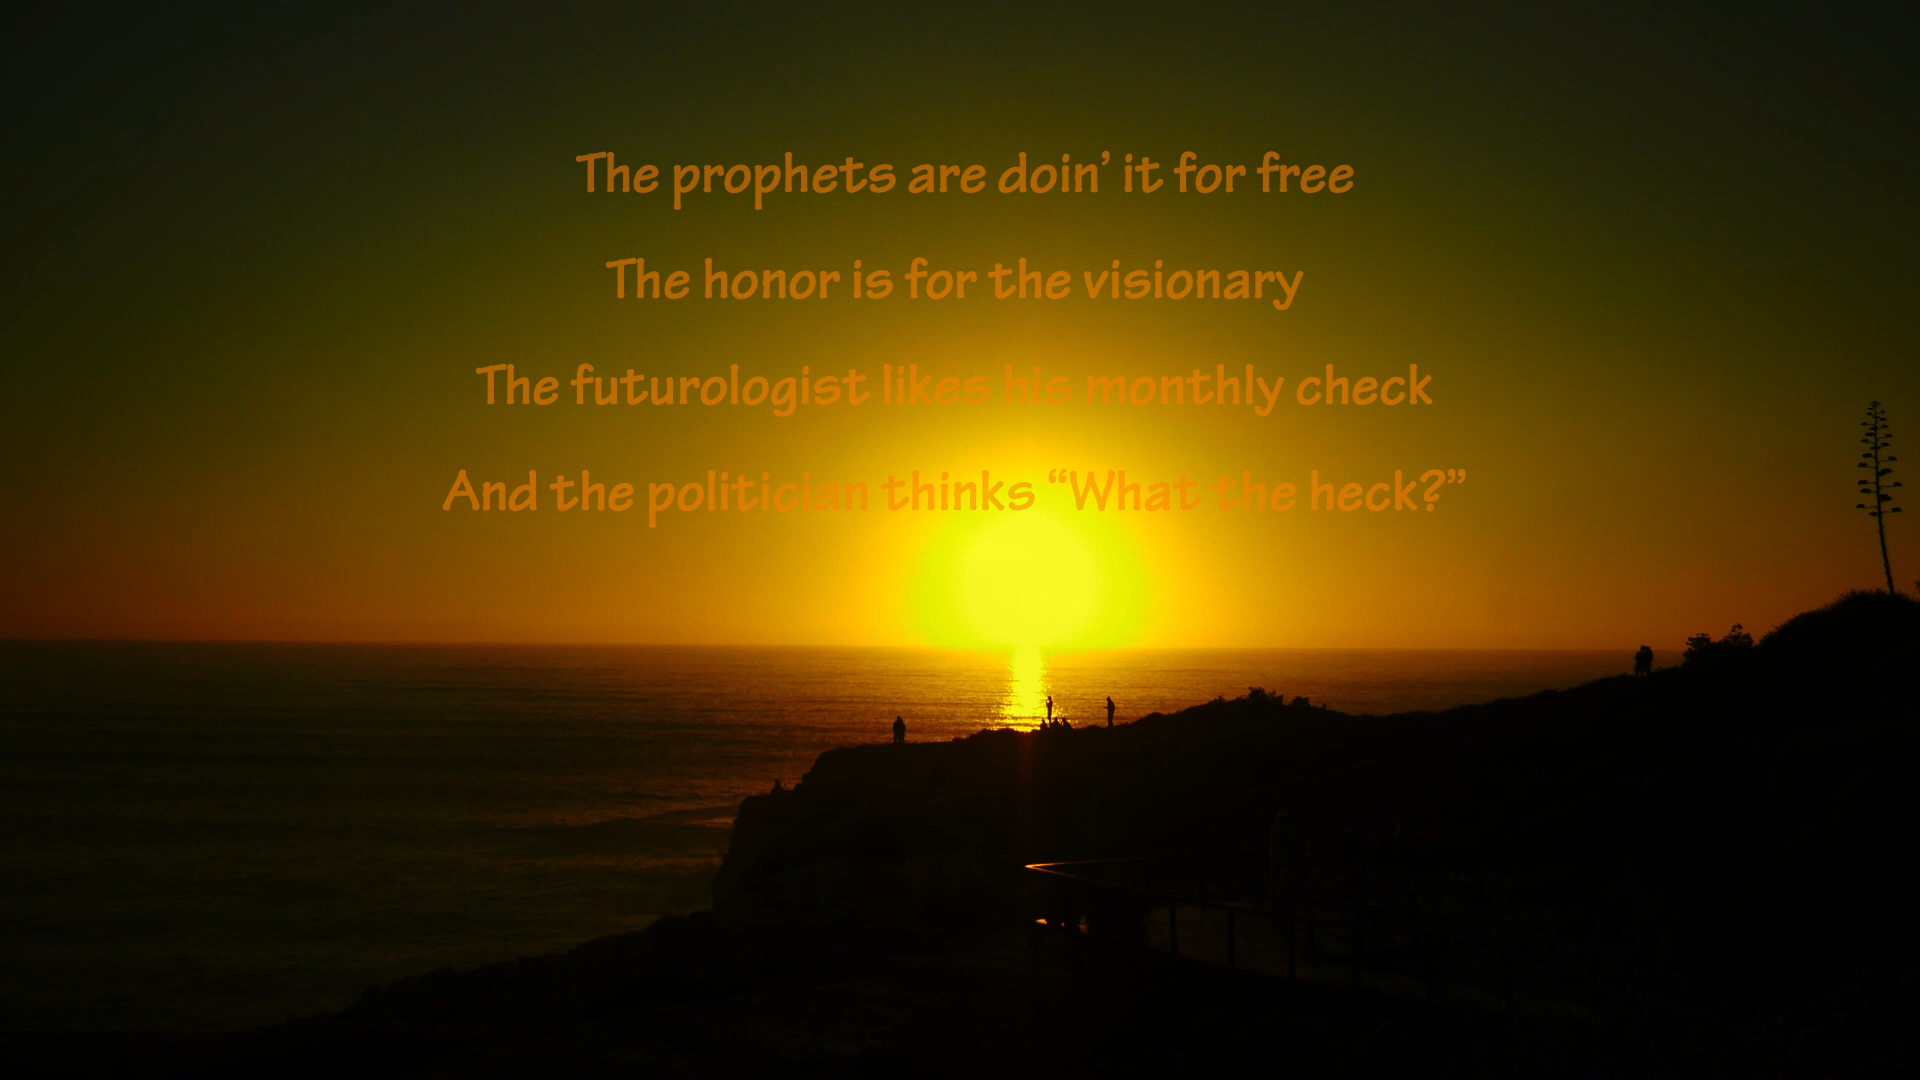 The prophets are doin’ it for free
The honor is for the visionary
The futurologist likes his monthly check
And the politician thinks “What the heck?”